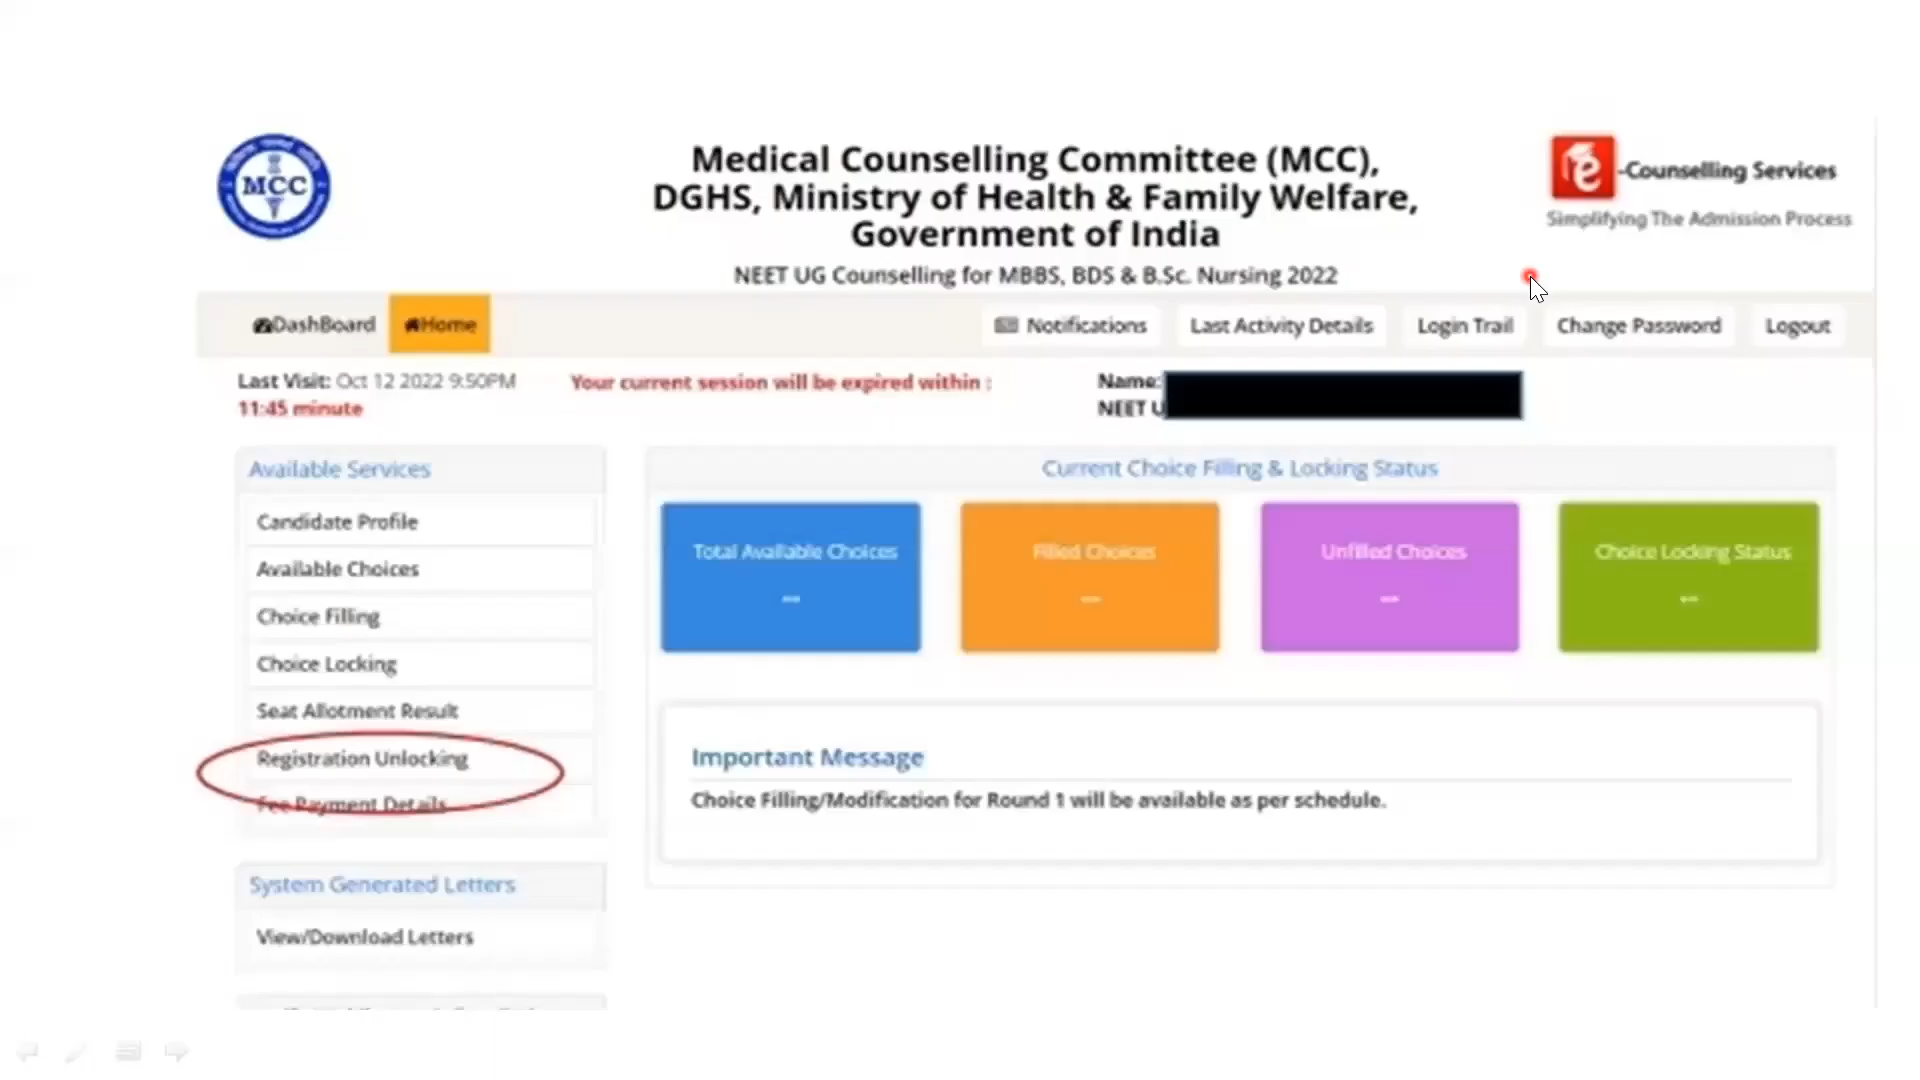 MCC
Medical Counselling Committee (MCC),
DGHS, Ministry of Health & Family Welfare,
Government of India
NEET UG Counselling for MBBS, BDS & B.Sc. Nursing 2022
e-Counselling Services
Simplifying The Admission Process
DashBoard
Home
Notifications
Last Activity Details
Login Trail
Change Password
Logout
Last Visit: Oct 12 2022 9:50PM
Your current session will be expired within :
11:45 minute
Name:
NEET U
Available Services
Candidate Profile
Available Choices
Choice Filling
Choice Locking
Seat Allotment Result
Registration Unlocking
Fee Payment Details
System Generated Letters
View/Download Letters
Current Choice Filling & Locking Status
Total Available Choices
--
Filled Choices
--
Unfilled Choices
--
Choice Locking Status
--
Important Message
Choice Filling/Modification for Round 1 will be available as per schedule.